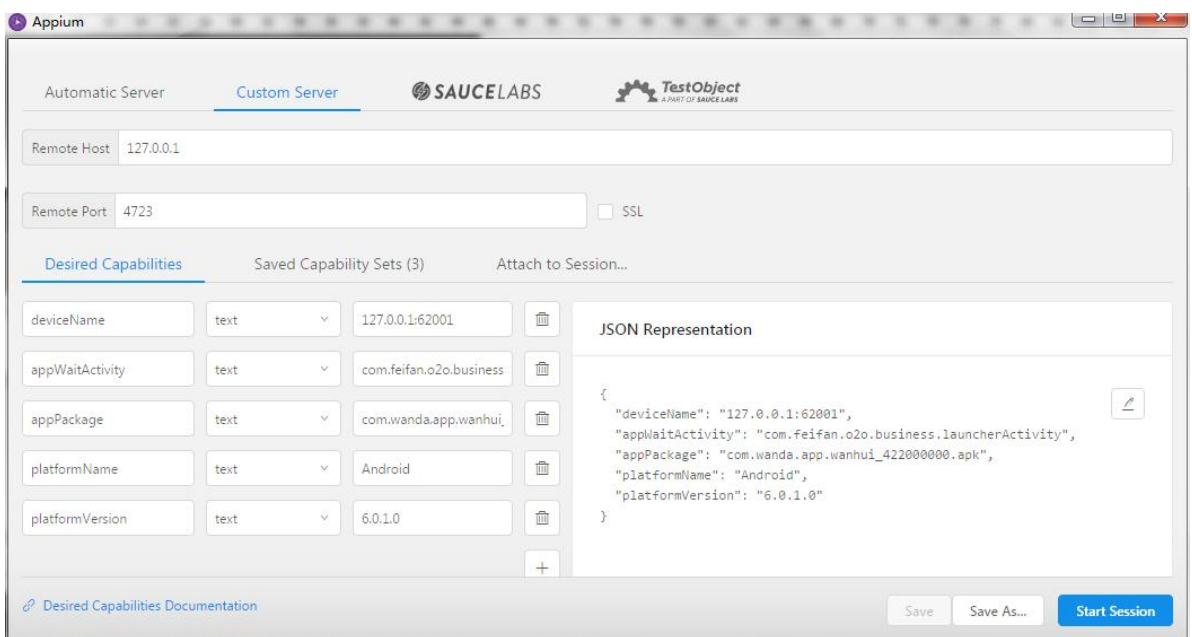 Appium
Automatic Server Custom Server SAUCELABS TestObject
A PART OF SAUCE LABS
Remote Host 127.0.0.1
Remote Port 4723 SSL
Desired Capabilities Saved Capability Sets (3) Attach to Session...
deviceName text 127.0.0.1:62001
JSON Representation
appWaitActivity text com.feifan.o2o.business
appPackage text com.wanda.app.wanhui_
platformName text Android
platformVersion text 6.0.1.0
{
"deviceName": "127.0.0.1:62001",
"appWaitActivity": "com.feifan.o2o.business.launcherActivity",
"appPackage": "com.wanda.app.wanhui_422000000.apk",
"platformName": "Android",
"platformVersion": "6.0.1.0"
}
+
Desired Capabilities Documentation
Save Save As... Start Session